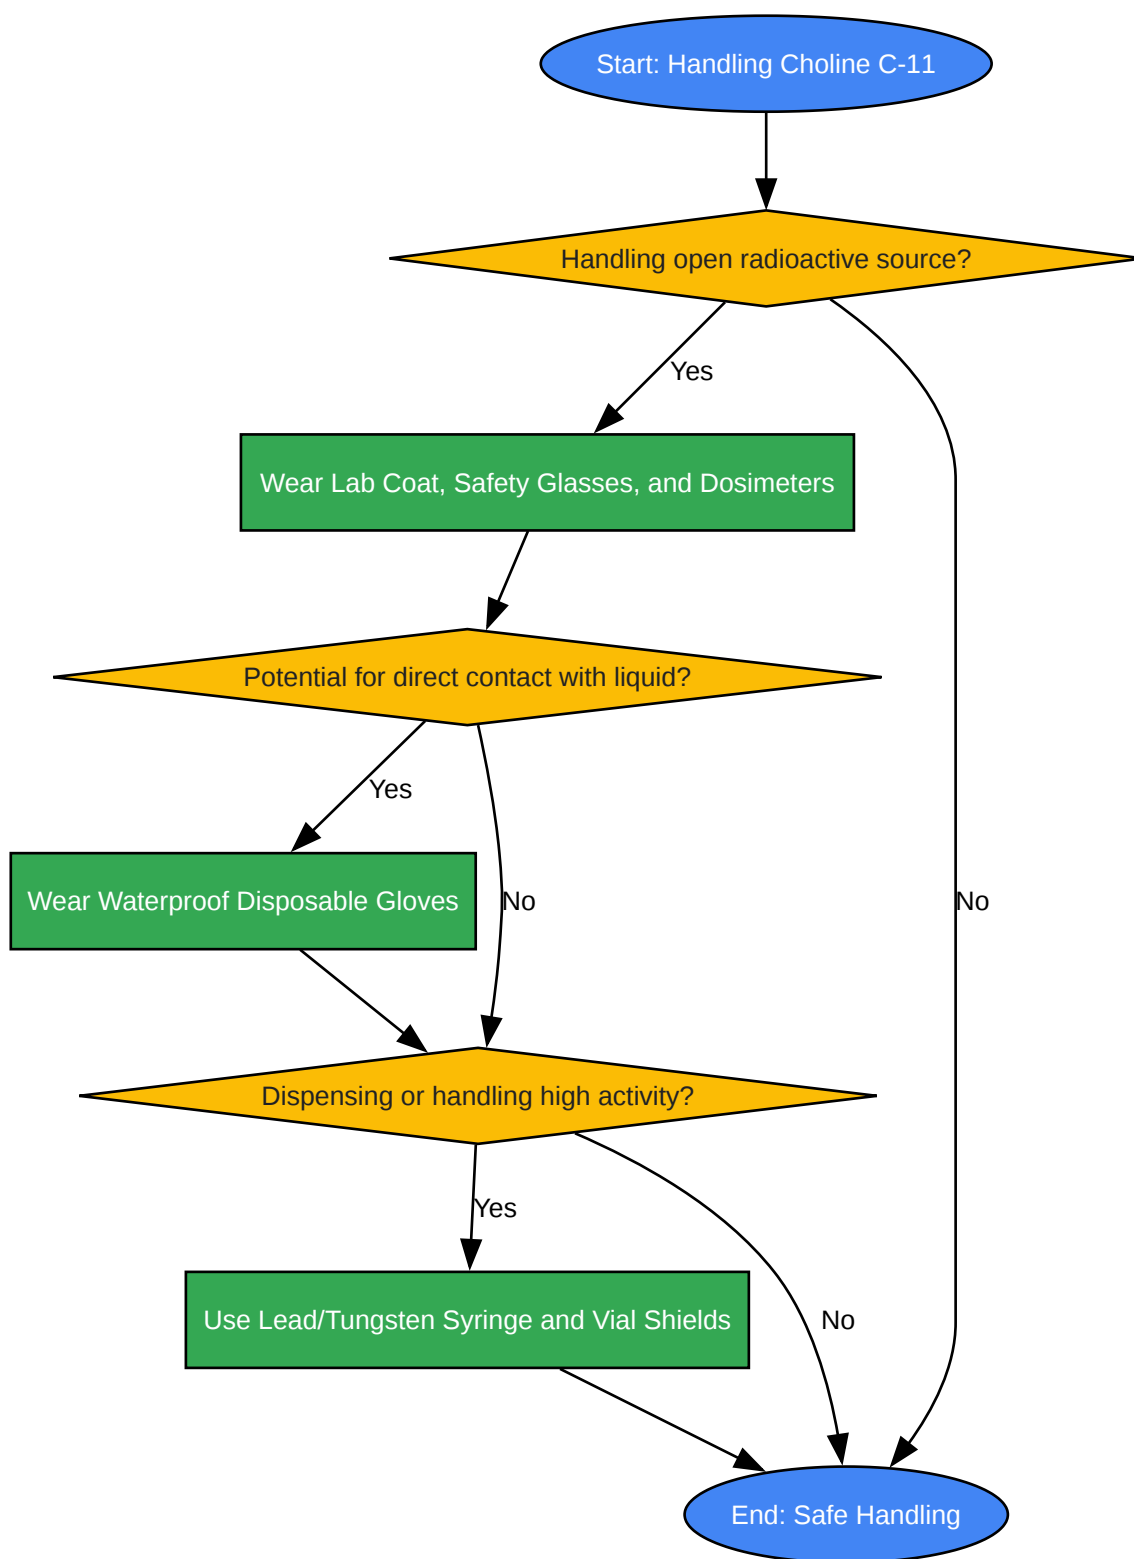 Start: Handling Choline C-11
Handling open radioactive source?
Yes
Wear Lab Coat, Safety Glasses, and Dosimeters
Potential for direct contact with liquid?
Yes
Wear Waterproof Disposable Gloves
No
No
Dispensing or handling high activity?
Yes
Use Lead/Tungsten Syringe and Vial Shields
No
End: Safe Handling